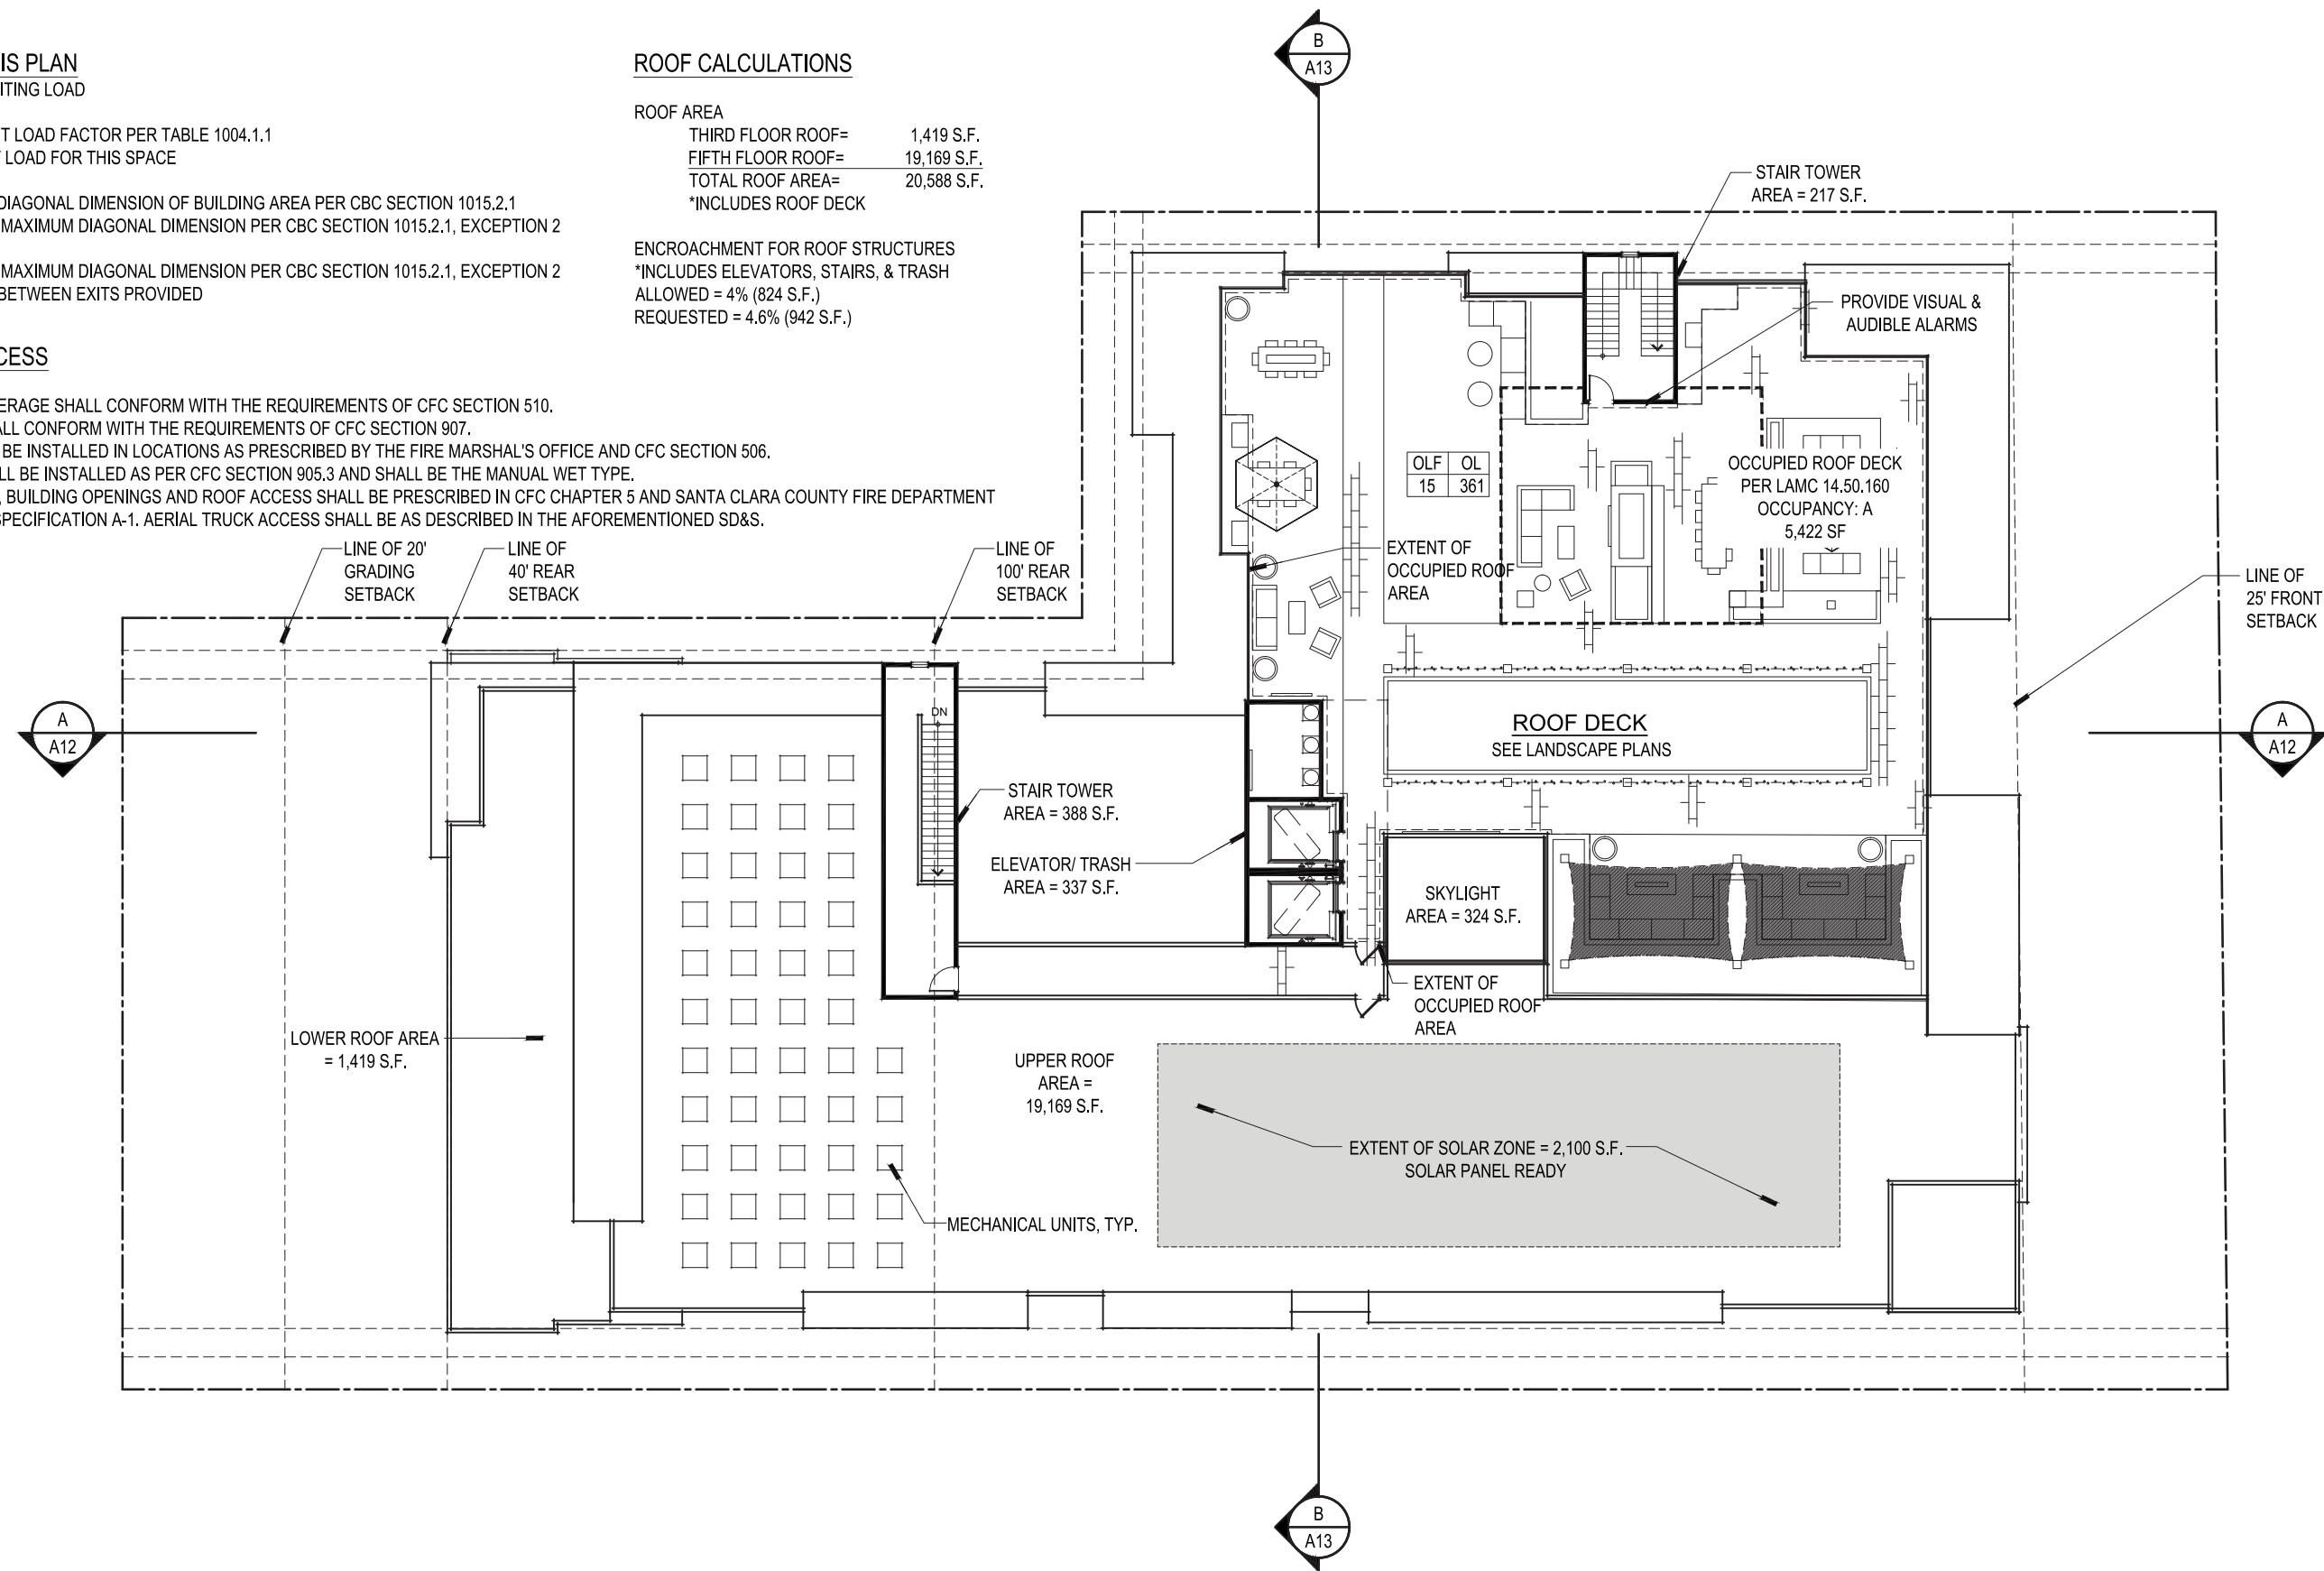 IS PLAN
ITING LOAD
T LOAD FACTOR PER TABLE 1004.1.1
LOAD FOR THIS SPACE
DIAGONAL DIMENSION OF BUILDING AREA PER CBC SECTION 1015.2.1
MAXIMUM DIAGONAL DIMENSION PER CBC SECTION 1015.2.1, EXCEPTION 2
MAXIMUM DIAGONAL DIMENSION PER CBC SECTION 1015.2.1, EXCEPTION 2
BETWEEN EXITS PROVIDED
CESS
ERAGE SHALL CONFORM WITH THE REQUIREMENTS OF CFC SECTION 510.
ALL CONFORM WITH THE REQUIREMENTS OF CFC SECTION 907.
BE INSTALLED IN LOCATIONS AS PRESCRIBED BY THE FIRE MARSHAL'S OFFICE AND CFC SECTION 506.
LL BE INSTALLED AS PER CFC SECTION 905.3 AND SHALL BE THE MANUAL WET TYPE.
, BUILDING OPENINGS AND ROOF ACCESS SHALL BE PRESCRIBED IN CFC CHAPTER 5 AND SANTA CLARA COUNTY FIRE DEPARTMENT
SPECIFICATION A-1. AERIAL TRUCK ACCESS SHALL BE AS DESCRIBED IN THE AFOREMENTIONED SD&S.
ROOF CALCULATIONS
ROOF AREA
THIRD FLOOR ROOF= 1,419 S.F.
FIFTH FLOOR ROOF= 19,169 S.F.
TOTAL ROOF AREA= 20,588 S.F.
*INCLUDES ROOF DECK
ENCROACHMENT FOR ROOF STRUCTURES
*INCLUDES ELEVATORS, STAIRS, & TRASH
ALLOWED = 4% (824 S.F.)
REQUESTED = 4.6% (942 S.F.)
B
A13
STAIR TOWER
AREA = 217 S.F.
PROVIDE VISUAL &
AUDIBLE ALARMS
OLF OL
15 361
OCCUPIED ROOF DECK
PER LAMC 14.50.160
OCCUPANCY: A
5,422 SF
EXTENT OF
OCCUPIED ROOF
AREA
LINE OF 20'
GRADING
SETBACK
LINE OF
40' REAR
SETBACK
LINE OF
100' REAR
SETBACK
LINE OF
25' FRONT
SETBACK
A
A12
DN
ROOF DECK
SEE LANDSCAPE PLANS
A
A12
STAIR TOWER
AREA = 388 S.F.
ELEVATOR/ TRASH
AREA = 337 S.F.
SKYLIGHT
AREA = 324 S.F.
EXTENT OF
OCCUPIED ROOF
AREA
LOWER ROOF AREA
= 1,419 S.F.
UPPER ROOF
AREA =
19,169 S.F.
EXTENT OF SOLAR ZONE = 2,100 S.F.
SOLAR PANEL READY
MECHANICAL UNITS, TYP.
B
A13